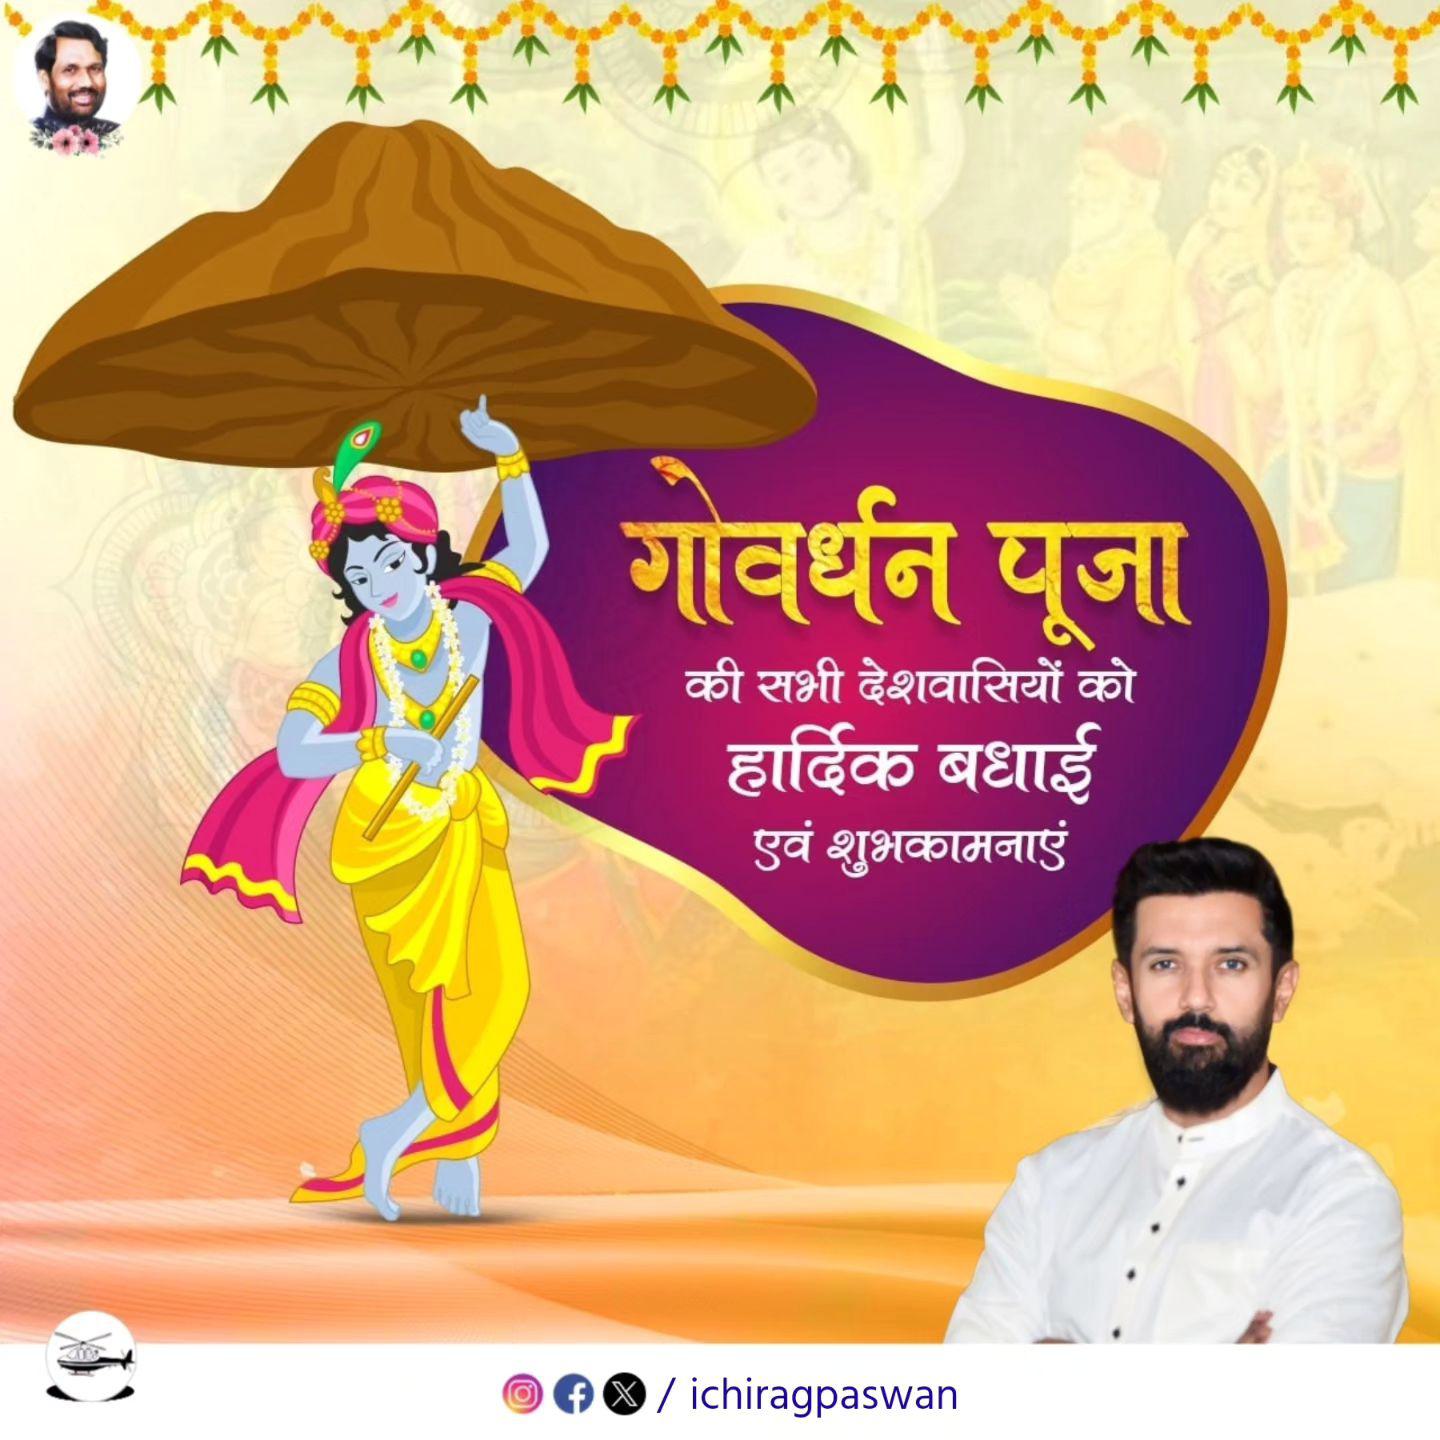 गोवर्धन पूजा
की सभी देशवासियों को
हार्दिक बधाई
एवं शुभकामनाएं
/ ichiragpaswan